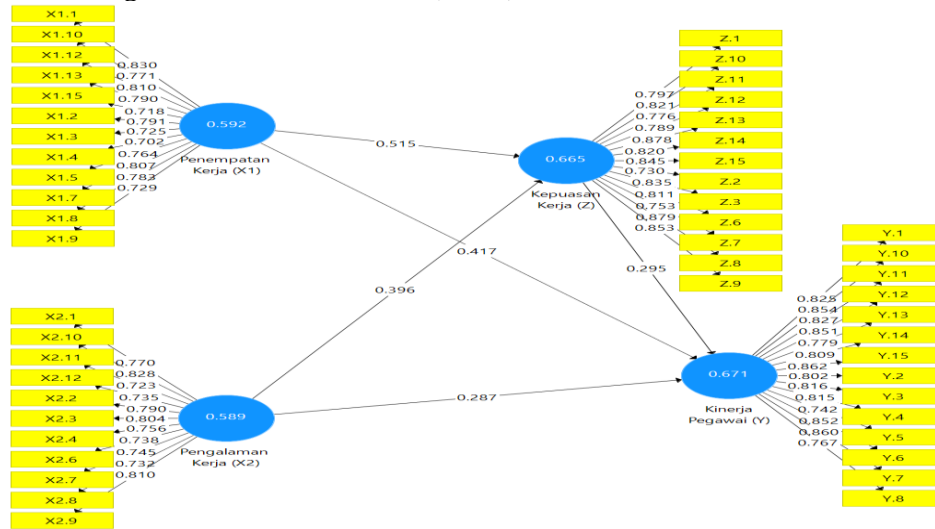 X1.1
X1.10
X1.12
X1.13
X1.15
X1.2
X1.3
X1.4
X1.5
X1.7
X1.8
X1.9
0.830
0.771
0.810
0.790
0.718
0.791
0.725
0.702
0.764
0.807
0.783
0.729
0.592
Penempatan
Kerja (X1)
0.515
0.417
0.396
0.295
0.287
0.665
Kepuasan
Kerja (Z)
0.797
0.821
0.776
0.789
0.878
0.820
0.845
0.730
0.835
0.811
0.753
0.879
0.853
Z.1
Z.10
Z.11
Z.12
Z.13
Z.14
Z.15
Z.2
Z.3
Z.6
Z.7
Z.8
Z.9
X2.1
X2.10
X2.11
X2.12
X2.2
X2.3
X2.4
X2.6
X2.7
X2.8
X2.9
0.770
0.828
0.723
0.735
0.790
0.804
0.756
0.738
0.745
0.732
0.810
0.589
Pengalaman
Kerja (X2)
0.671
Kinerja
Pegawai (Y)
0.825
0.854
0.827
0.851
0.779
0.809
0.862
0.802
0.816
0.815
0.742
0.852
0.860
0.767
Y.1
Y.10
Y.11
Y.12
Y.13
Y.14
Y.15
Y.2
Y.3
Y.4
Y.5
Y.6
Y.7
Y.8